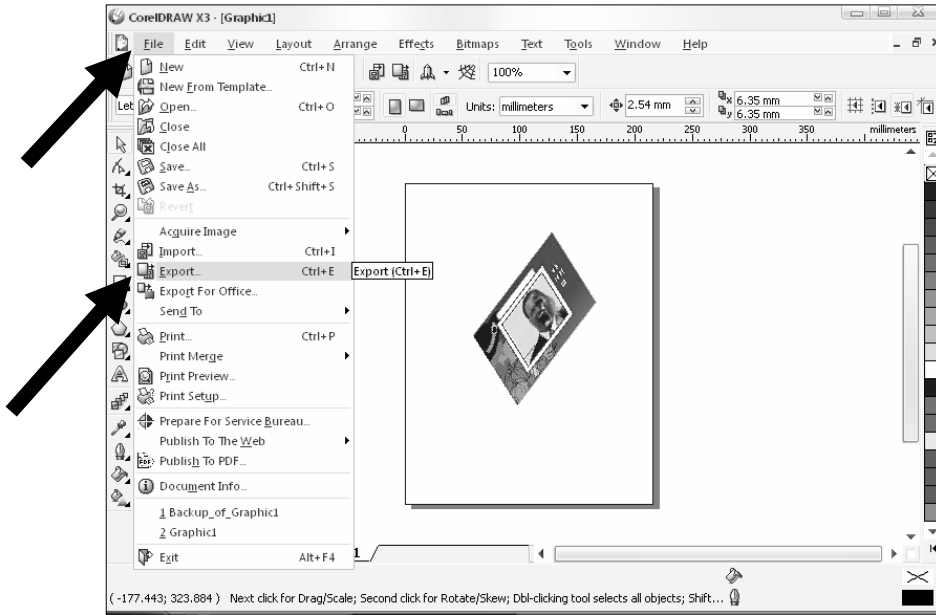 CorelDRAW X3 - [Graphic1]
File Edit View Layout Arrange Effects Bitmaps Text Tools Window Help
New Ctrl+N
100%
New From Template...
Let
Open... Ctrl+O
Units: millimeters
2.54 mm
x 6.35 mm
y 6.35 mm
Close
0 50 100 150 200 250 300 350 millimeters
Close All
Save... Ctrl+S
Save As... Ctrl+Shift+S
Revert
Acquire Image
Import... Ctrl+I
Export... Ctrl+E
Export (Ctrl+E)
Export For Office...
Send To
Print... Ctrl+P
Print Merge
Print Preview...
Print Setup...
Prepare For Service Bureau...
Publish To The Web
Publish To PDF...
Document Info...
1 Backup_of_Graphic1
2 Graphic1
Exit Alt+F4
1
(-177.443; 323.884 ) Next click for Drag/Scale; Second click for Rotate/Skew; Dbl-clicking tool selects all objects; Shift...